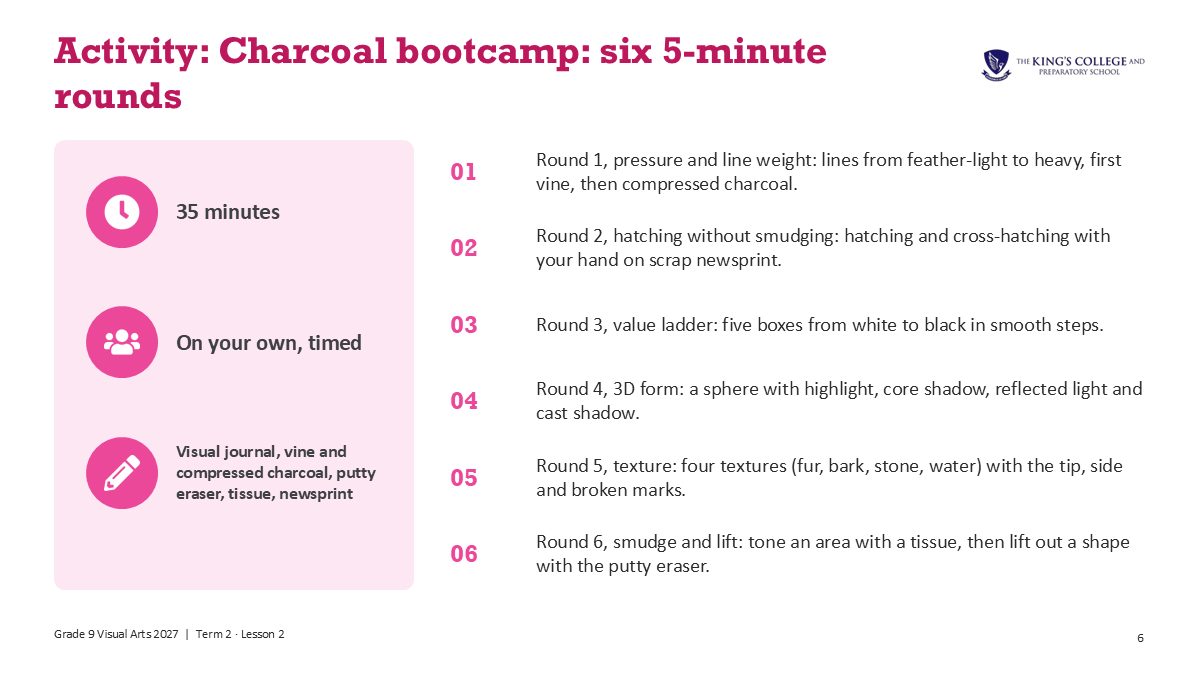 Activity: Charcoal bootcamp: six 5-minute
rounds
THE KING'S COLLEGE AND
PREPARATORY SCHOOL
35 minutes
On your own, timed
Visual journal, vine and
compressed charcoal, putty
eraser, tissue, newsprint
01
Round 1, pressure and line weight: lines from feather-light to heavy, first
vine, then compressed charcoal.
02
Round 2, hatching without smudging: hatching and cross-hatching with
your hand on scrap newsprint.
03
Round 3, value ladder: five boxes from white to black in smooth steps.
04
Round 4, 3D form: a sphere with highlight, core shadow, reflected light and
cast shadow.
05
Round 5, texture: four textures (fur, bark, stone, water) with the tip, side
and broken marks.
06
Round 6, smudge and lift: tone an area with a tissue, then lift out a shape
with the putty eraser.
Grade 9 Visual Arts 2027 | Term 2 · Lesson 2
6